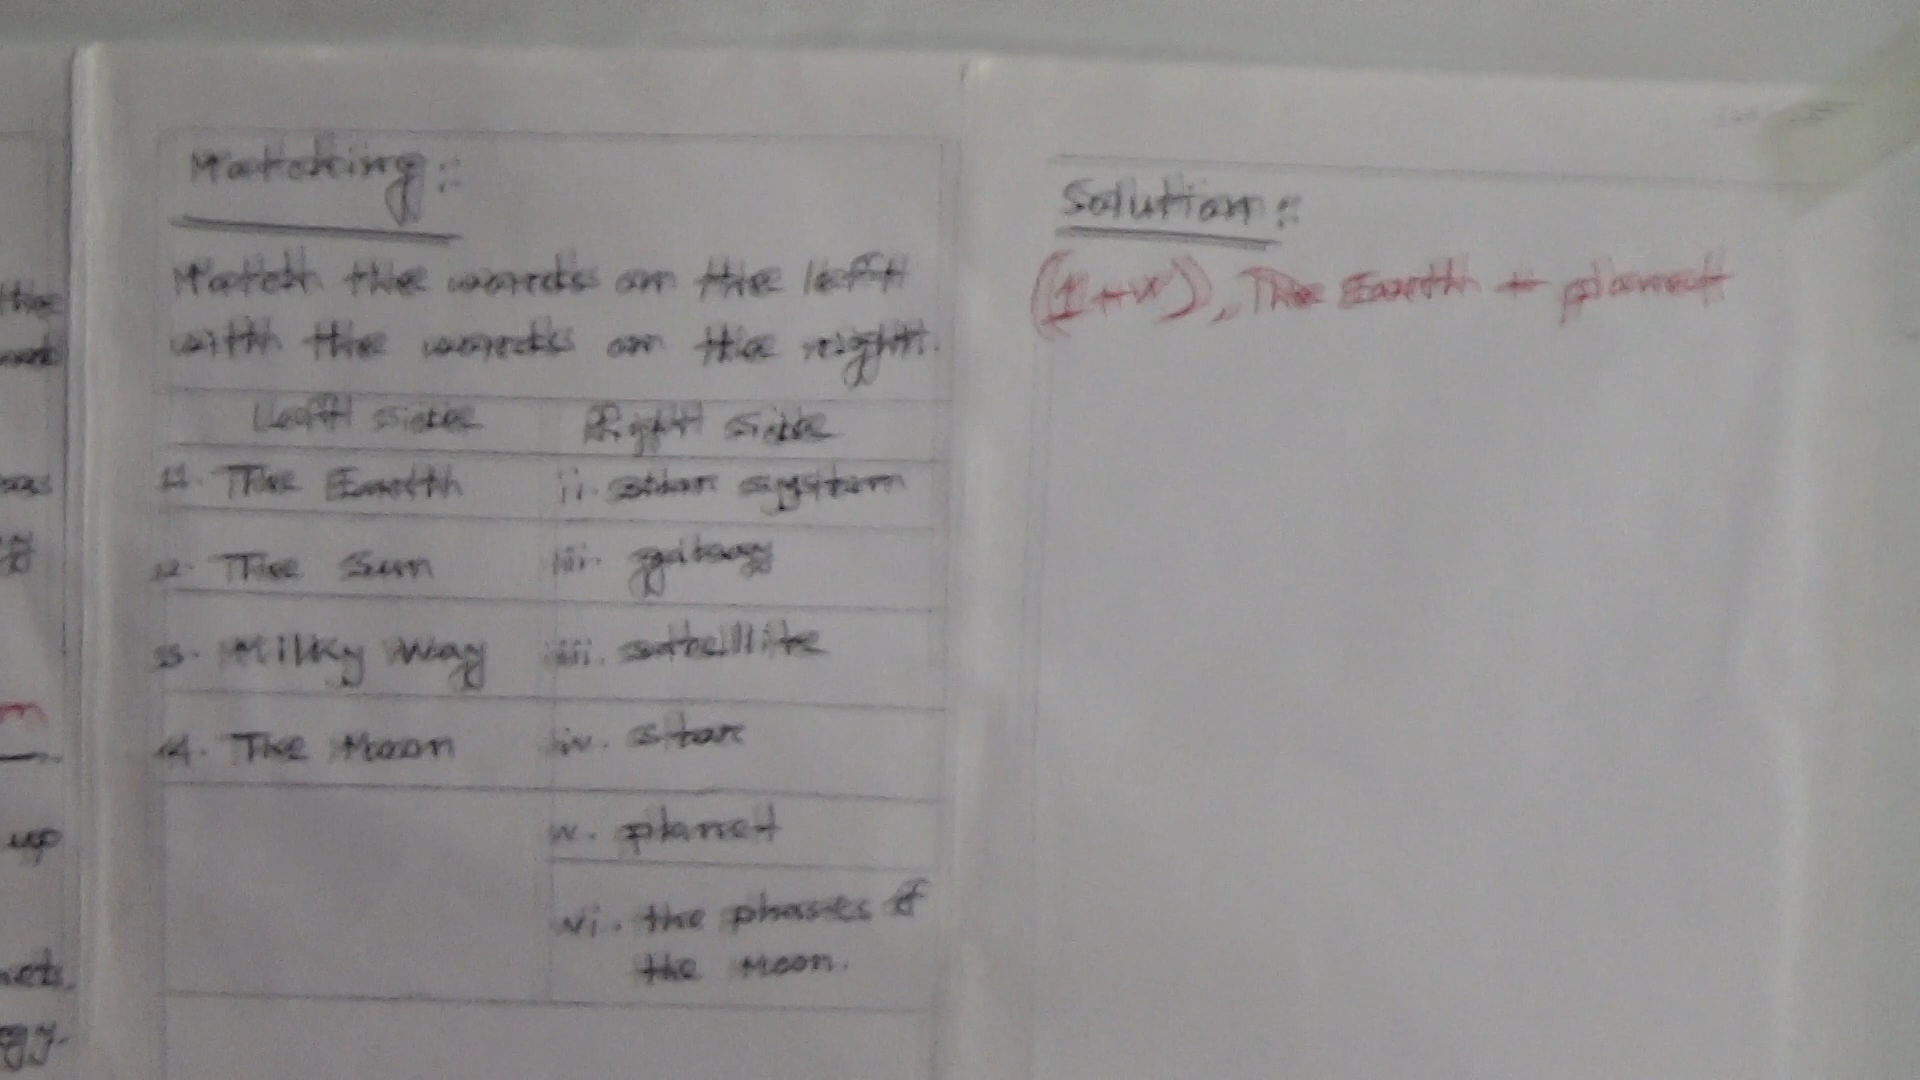 Matching:
Match the words on the left
with the words on the right.
Left side Right side
1. The Earth i. star system
2. The Sun ii. galaxy
3. Milky Way iii. satellite
4. The Moon iv. star
v. planet
vi. the phases of
the Moon.
Solution:
(1+v), The Earth + planet
the
up